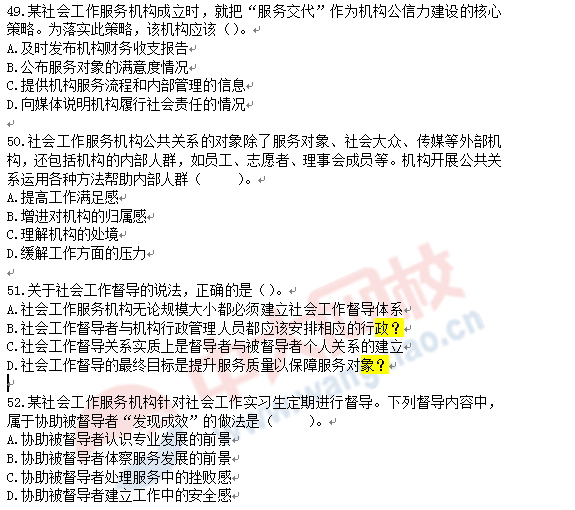 49.某社会工作服务机构成立时，就把“服务交代”作为机构公信力建设的核心
策略。为落实此策略，该机构应该（）。
A.及时发布机构财务收支报告
B.公布服务对象的满意度情况
C.提供机构服务流程和内部管理的信息
D.向媒体说明机构履行社会责任的情况
50.社会工作服务机构公共关系的对象除了服务对象、社会大众、传媒等外部机
构，还包括机构的内部人群，如员工、志愿者、理事会成员等。机构开展公共关
系运用各种方法帮助内部人群（ ）。
A.提高工作满足感
B.增进对机构的归属感
C.理解机构的处境
D.缓解工作方面的压力
51.关于社会工作督导的说法，正确的是（）。
A.社会工作服务机构无论规模大小都必须建立社会工作督导体系
B.社会工作督导者与机构行政管理人员都应该安排相应的行政？
C.社会工作督导关系实质上是督导者与被督导者个人关系的建立
D.社会工作督导的最终目标是提升服务质量以保障服务对象？
52.某社会工作服务机构针对社会工作实习生定期进行督导。下列督导内容中，
属于协助被督导者“发现成效”的做法是（ ）。
A.协助被督导者认识专业发展的前景
B.协助被督导者体察服务发展的前景
C.协助被督导者处理服务中的挫败感
D.协助被督导者建立工作中的安全感